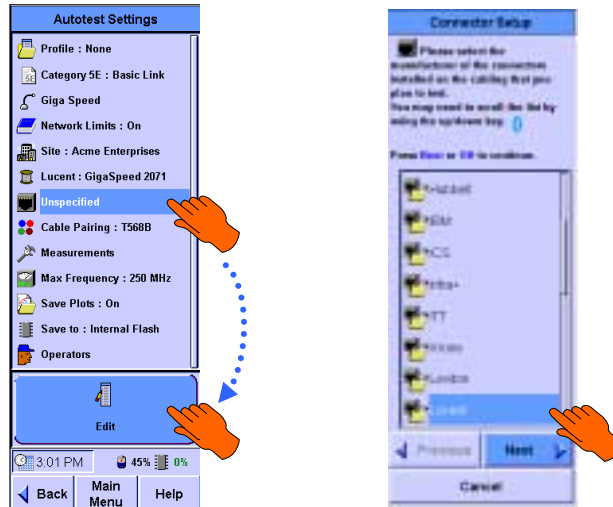 Autotest Settings
Profile : None
Category 5E : Basic Link
Giga Speed
Network Limits : On
Site : Acme Enterprises
Lucent : GigaSpeed 2071
Unspecified
Cable Pairing : T568B
Measurements
Max Frequency : 250 MHz
Save Plots : On
Save to : Internal Flash
Operators
Edit
3:01 PM
45%
0%
Back
Main
Menu
Help
Connector Setup
Please select the
manufacturer of the connectors
installed on the cabling that you
plan to test.
You may need to scroll the list by
using the up/down key.
Press Next or OK to continue.
Previous
Next
Cancel